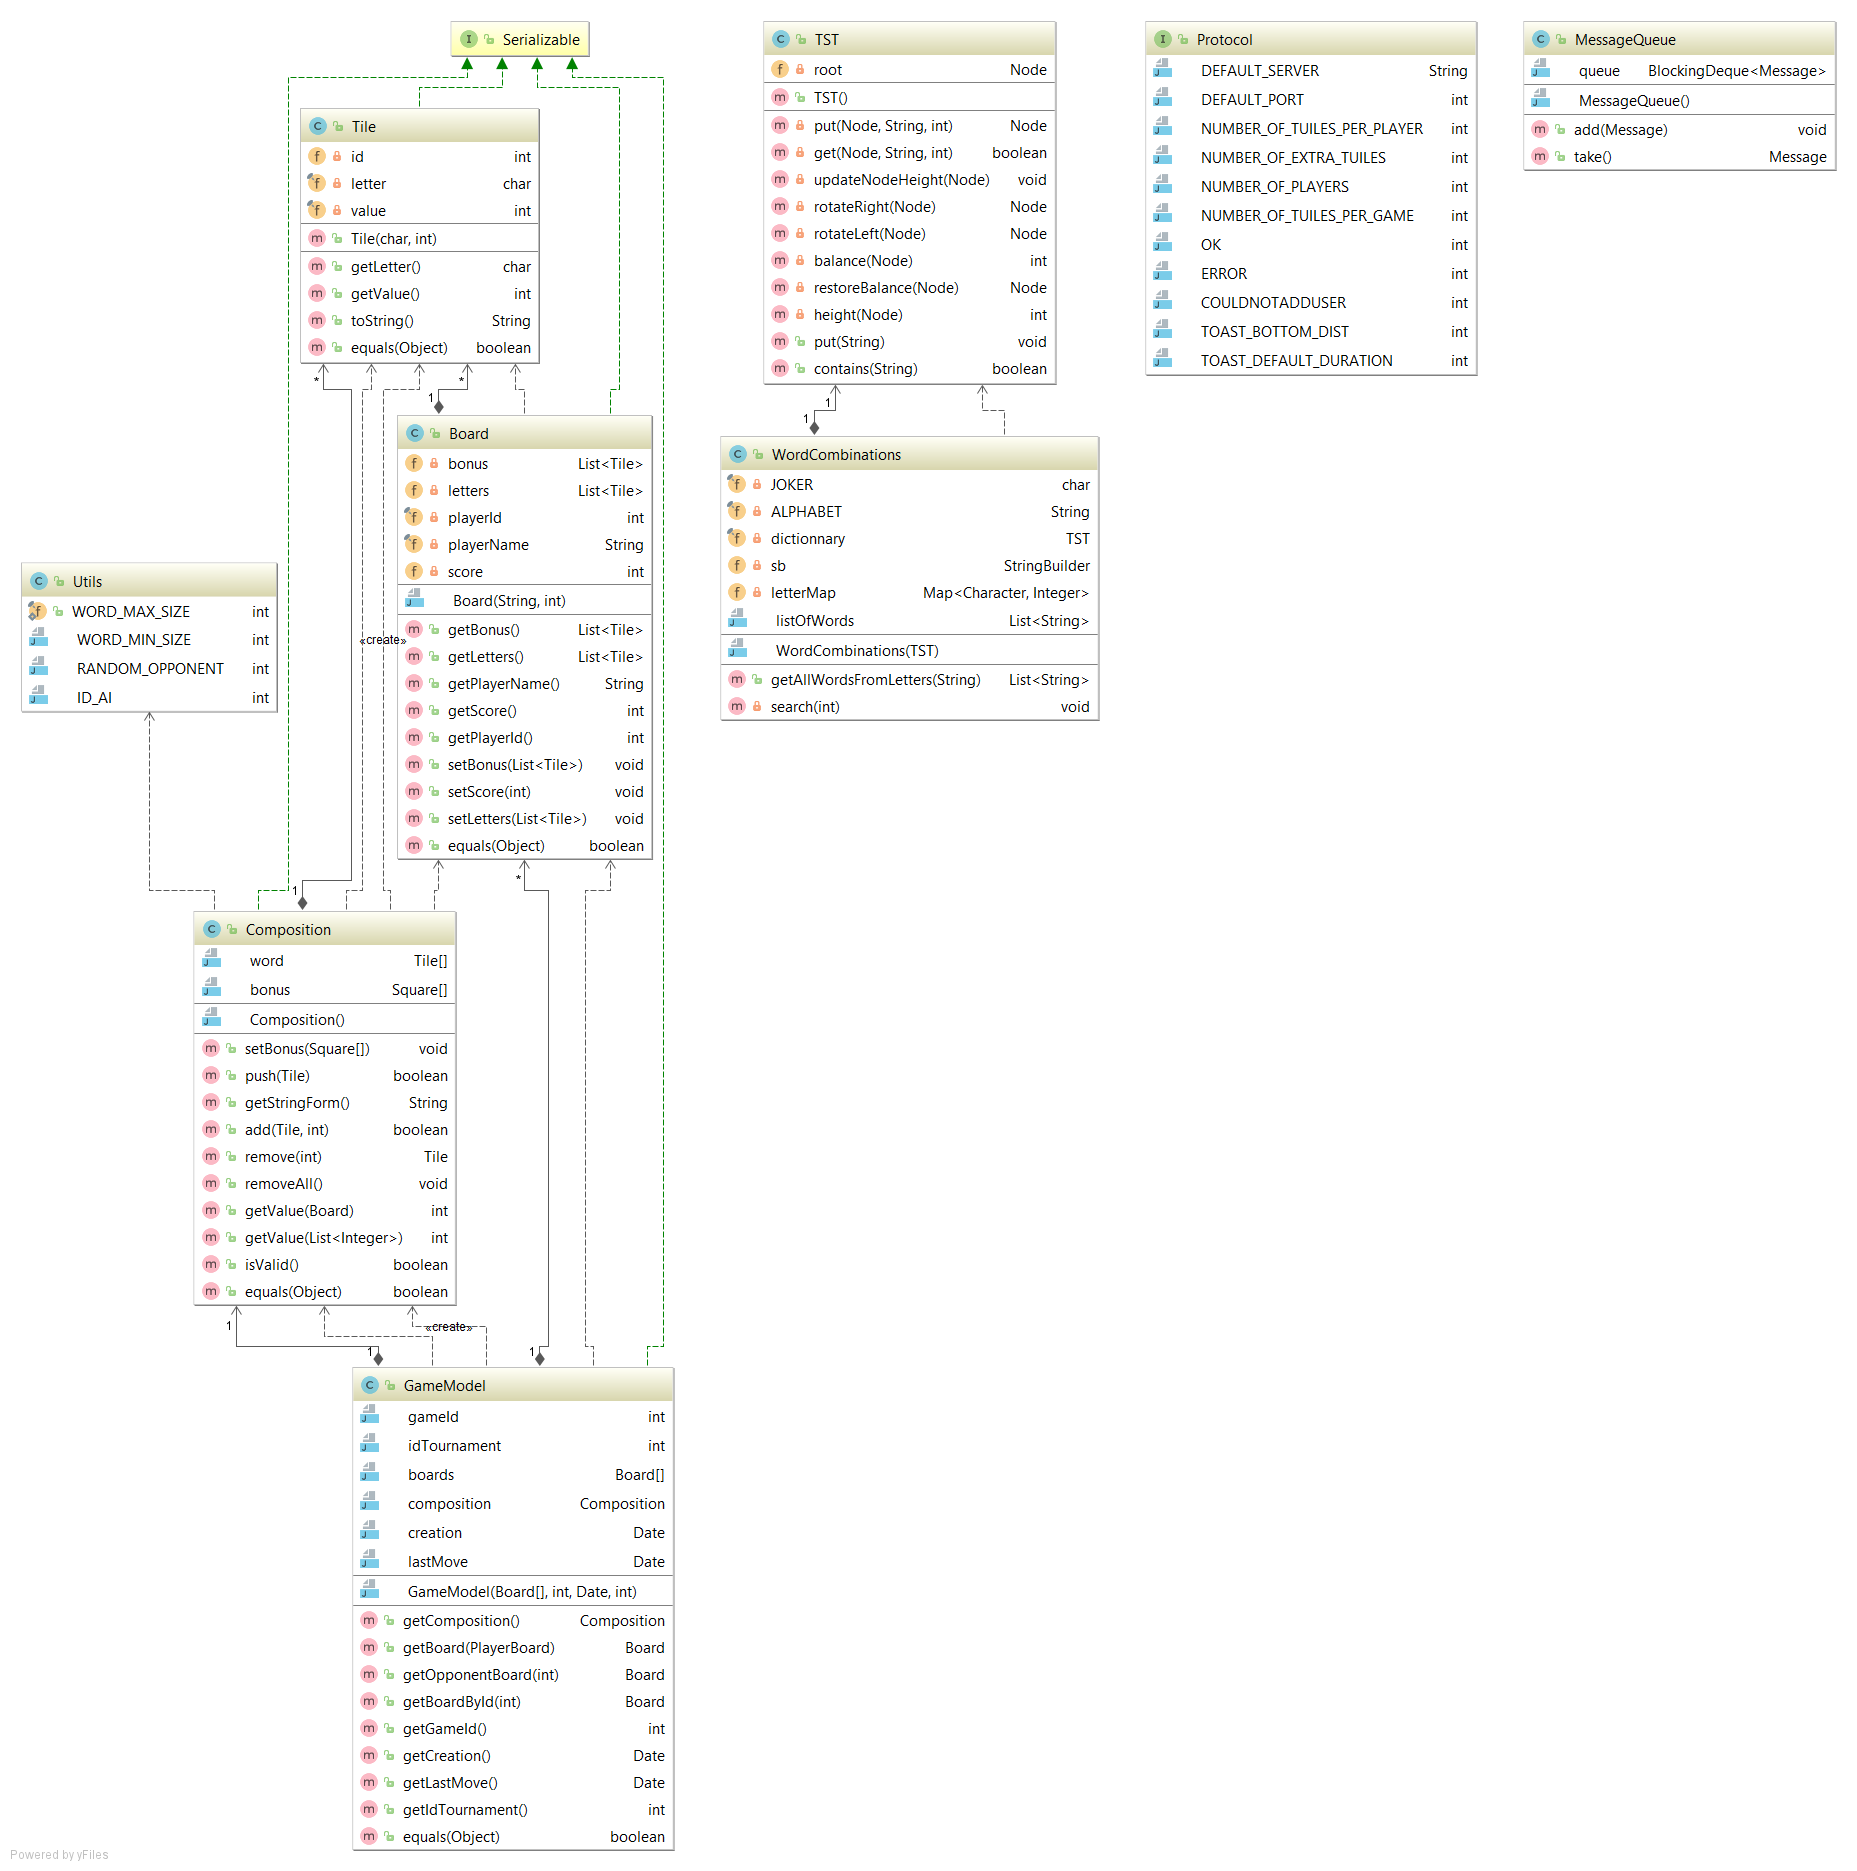 Serializable
Tile
id int
letter char
value int
Tile(char, int)
getLetter() char
getValue() int
toString() String
equals(Object) boolean
* *
1
Board
bonus List<Tile>
letters List<Tile>
playerId int
playerName String
score int
Board(String, int)
getBonus() List<Tile>
getLetters() List<Tile>
getPlayerName() String
getScore() int
getPlayerId() int
setBonus(List<Tile>) void
setScore(int) void
setLetters(List<Tile>) void
equals(Object) boolean
«create»
*
1
Utils
WORD_MAX_SIZE int
WORD_MIN_SIZE int
RANDOM_OPPONENT int
ID_AI int
Composition
word Tile[]
bonus Square[]
Composition()
setBonus(Square[]) void
push(Tile) boolean
getStringForm() String
add(Tile, int) boolean
remove(int) Tile
removeAll() void
getValue(Board) int
getValue(List<Integer>) int
isValid() boolean
equals(Object) boolean
1 «create»
1 1
GameModel
gameId int
idTournament int
boards Board[]
composition Composition
creation Date
lastMove Date
GameModel(Board[], int, Date, int)
getComposition() Composition
getBoard(PlayerBoard) Board
getOpponentBoard(int) Board
getBoardById(int) Board
getGameId() int
getCreation() Date
getLastMove() Date
getIdTournament() int
equals(Object) boolean
TST
root Node
TST()
put(Node, String, int) Node
get(Node, String, int) boolean
updateNodeHeight(Node) void
rotateRight(Node) Node
rotateLeft(Node) Node
balance(Node) int
restoreBalance(Node) Node
height(Node) int
put(String) void
contains(String) boolean
1
1
WordCombinations
JOKER char
ALPHABET String
dictionnary TST
sb StringBuilder
letterMap Map<Character, Integer>
listOfWords List<String>
WordCombinations(TST)
getAllWordsFromLetters(String) List<String>
search(int) void
Protocol
DEFAULT_SERVER String
DEFAULT_PORT int
NUMBER_OF_TUILES_PER_PLAYER int
NUMBER_OF_EXTRA_TUILES int
NUMBER_OF_PLAYERS int
NUMBER_OF_TUILES_PER_GAME int
OK int
ERROR int
COULDNOTADDUSER int
TOAST_BOTTOM_DIST int
TOAST_DEFAULT_DURATION int
MessageQueue
queue BlockingDeque<Message>
MessageQueue()
add(Message) void
take() Message
Powered by yFiles